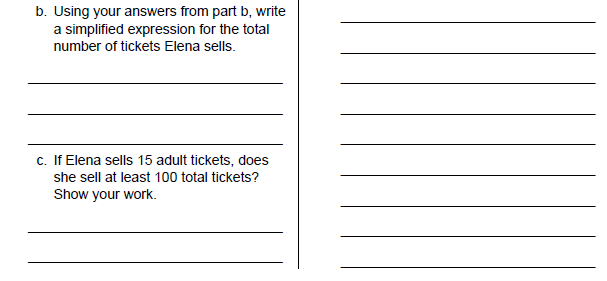 b. Using your answers from part b, write
a simplified expression for the total
number of tickets Elena sells.
c. If Elena sells 15 adult tickets, does
she sell at least 100 total tickets?
Show your work.